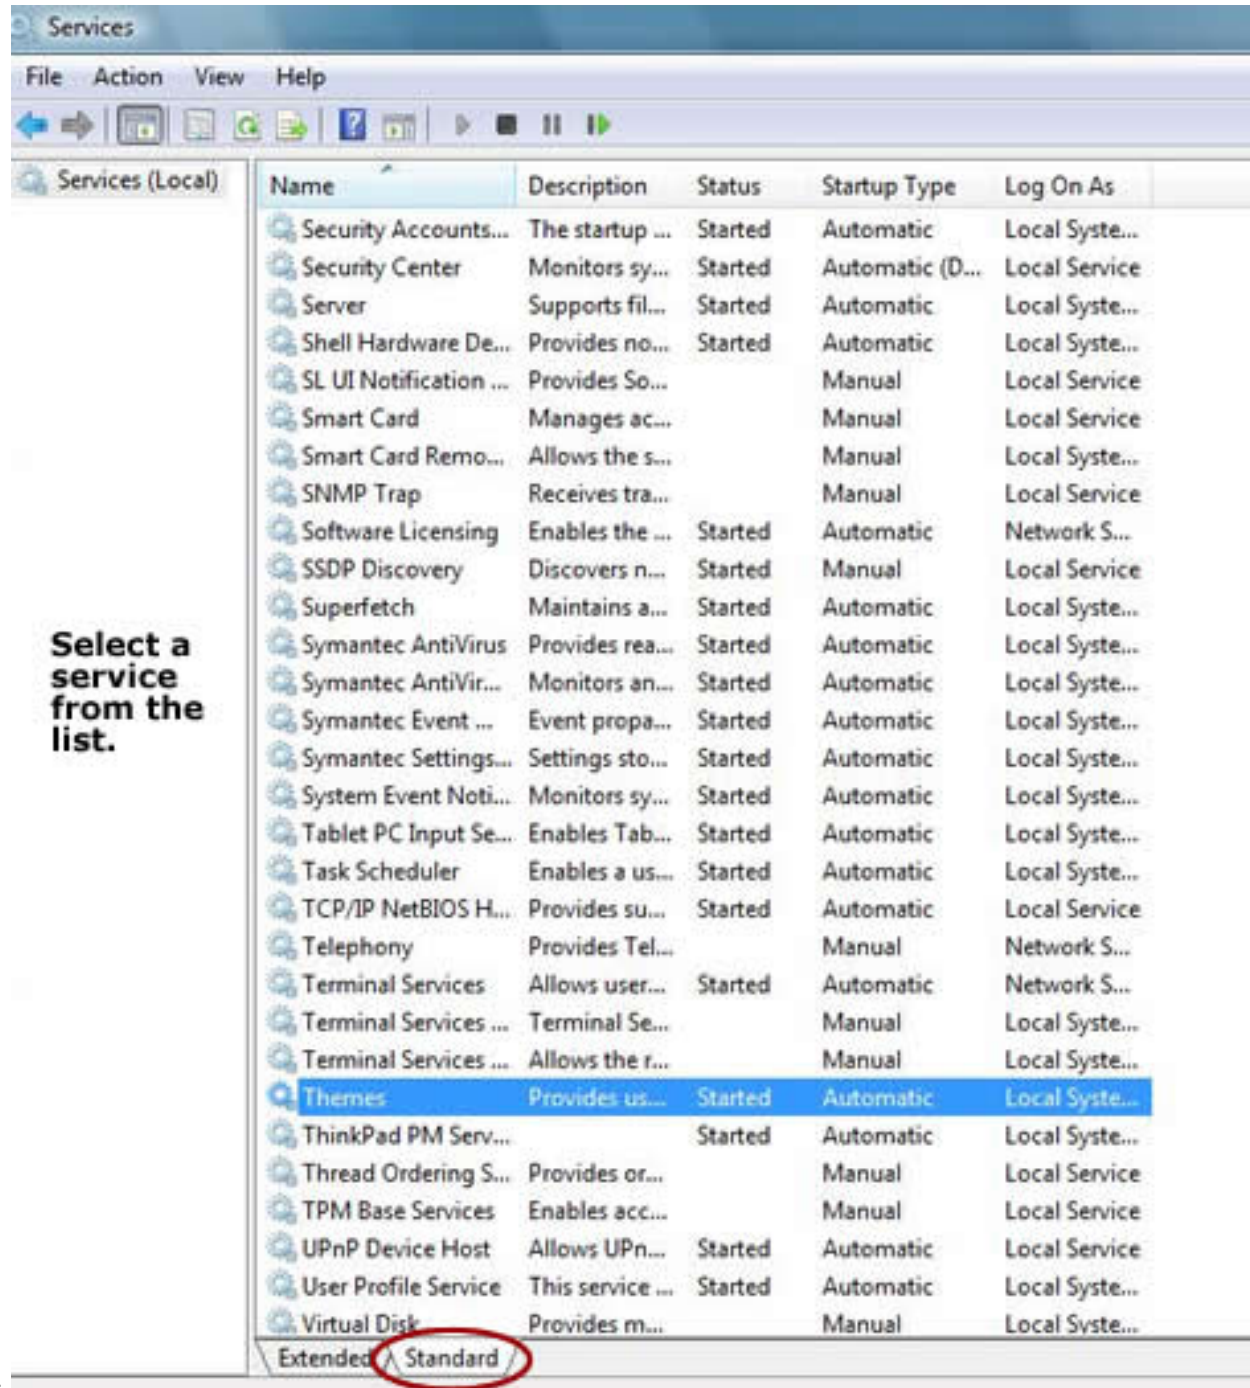 Services
File Action View Help
Services (Local)
Name Description Status Startup Type Log On As
Security Accounts... The startup ... Started Automatic Local Syste...
Security Center Monitors sy... Started Automatic (D... Local Service
Server Supports fil... Started Automatic Local Syste...
Shell Hardware De... Provides no... Started Automatic Local Syste...
SL UI Notification ... Provides So... Manual Local Service
Smart Card Manages ac... Manual Local Service
Smart Card Remo... Allows the s... Manual Local Syste...
SNMP Trap Receives tra... Manual Local Service
Software Licensing Enables the ... Started Automatic Network S...
SSDP Discovery Discovers n... Started Manual Local Service
Superfetch Maintains a... Started Automatic Local Syste...
Symantec AntiVirus Provides rea... Started Automatic Local Syste...
Symantec AntiVir... Monitors an... Started Automatic Local Syste...
Symantec Event ... Event propa... Started Automatic Local Syste...
Symantec Settings... Settings sto... Started Automatic Local Syste...
System Event Noti... Monitors sy... Started Automatic Local Syste...
Tablet PC Input Se... Enables Tab... Started Automatic Local Syste...
Task Scheduler Enables a us... Started Automatic Local Syste...
TCP/IP NetBIOS H... Provides su... Started Automatic Local Service
Telephony Provides Tel... Manual Network S...
Terminal Services Allows user... Started Automatic Network S...
Terminal Services ... Terminal Se... Manual Local Syste...
Terminal Services ... Allows the r... Manual Local Syste...
Themes Provides us... Started Automatic Local Syste...
ThinkPad PM Serv... Started Automatic Local Syste...
Thread Ordering S... Provides or... Manual Local Service
TPM Base Services Enables acc... Manual Local Service
UPnP Device Host Allows UPn... Started Automatic Local Service
User Profile Service This service ... Started Automatic Local Syste...
Virtual Disk Provides m... Manual Local Syste...
Extended Standard
Select a
service
from the
list.